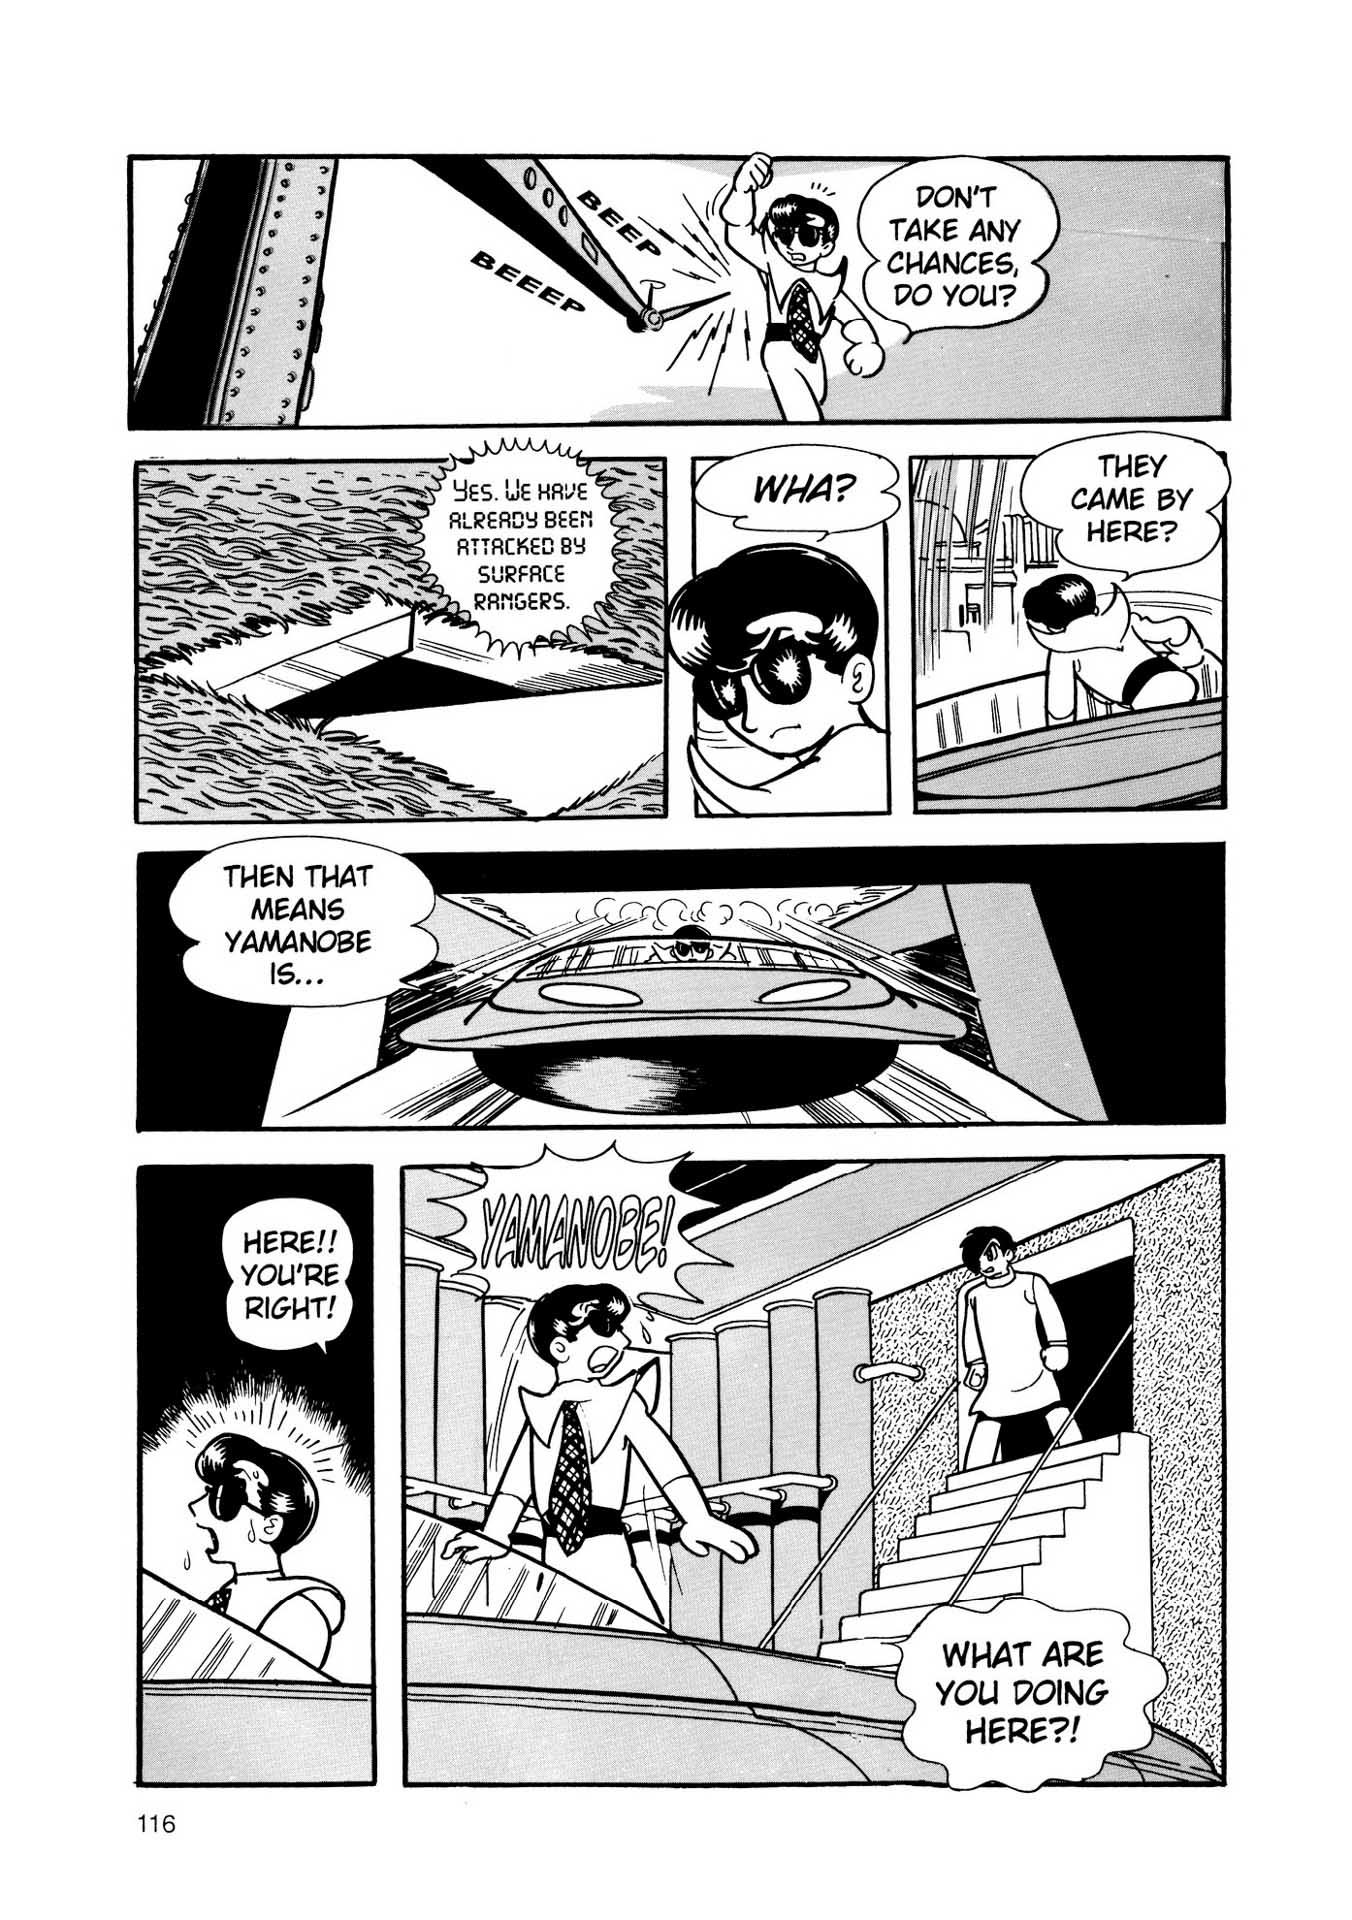 BEEP
BEEEP
DON'T
TAKE ANY
CHANCES,
DO YOU?
YES. WE HAVE
ALREADY BEEN
ATTACKED BY
SURFACE
RANGERS.
WHA?
THEY
CAME BY
HERE?
THEN THAT
MEANS
YAMANOBE
IS...
HERE!!
YOU'RE
RIGHT!
YAMANOBE!
WHAT ARE
YOU DOING
HERE?!
116